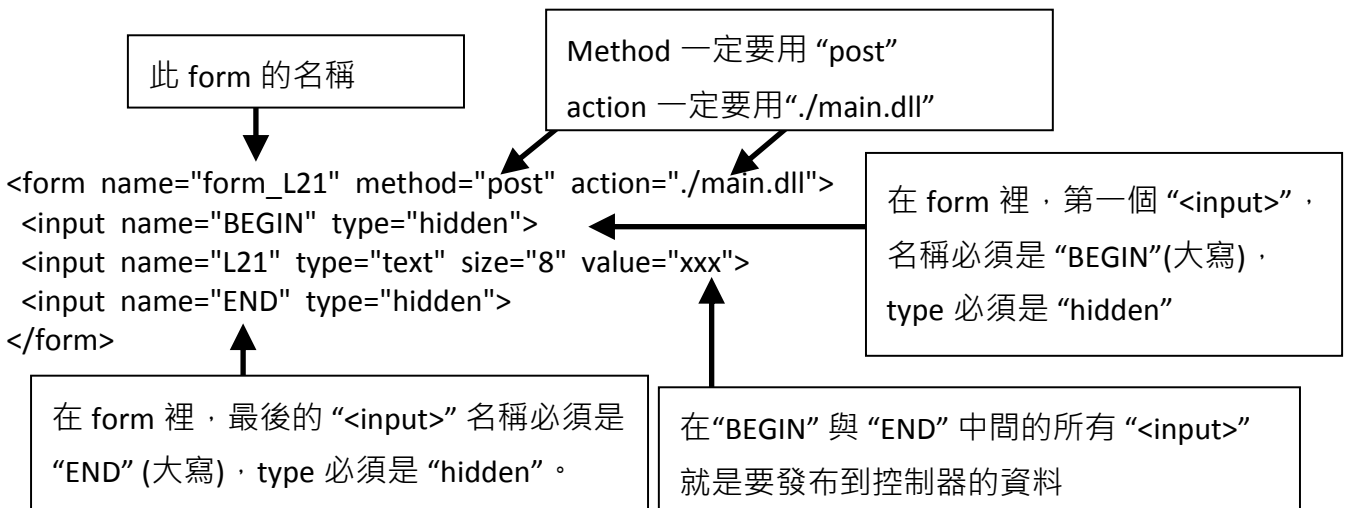 此 form 的名稱
Method 一定要用 “post”
action 一定要用“./main.dll”
<form name="form_L21" method="post" action="./main.dll">
<input name="BEGIN" type="hidden">
<input name="L21" type="text" size="8" value="xxx">
<input name="END" type="hidden">
</form>
在 form 裡，第一個 “<input>”，
名稱必須是 “BEGIN”(大寫)，
type 必須是 “hidden”
在 form 裡，最後的 “<input>” 名稱必須是
“END” (大寫)，type 必須是 “hidden”。
在“BEGIN” 與 “END” 中間的所有 “<input>”
就是要發布到控制器的資料